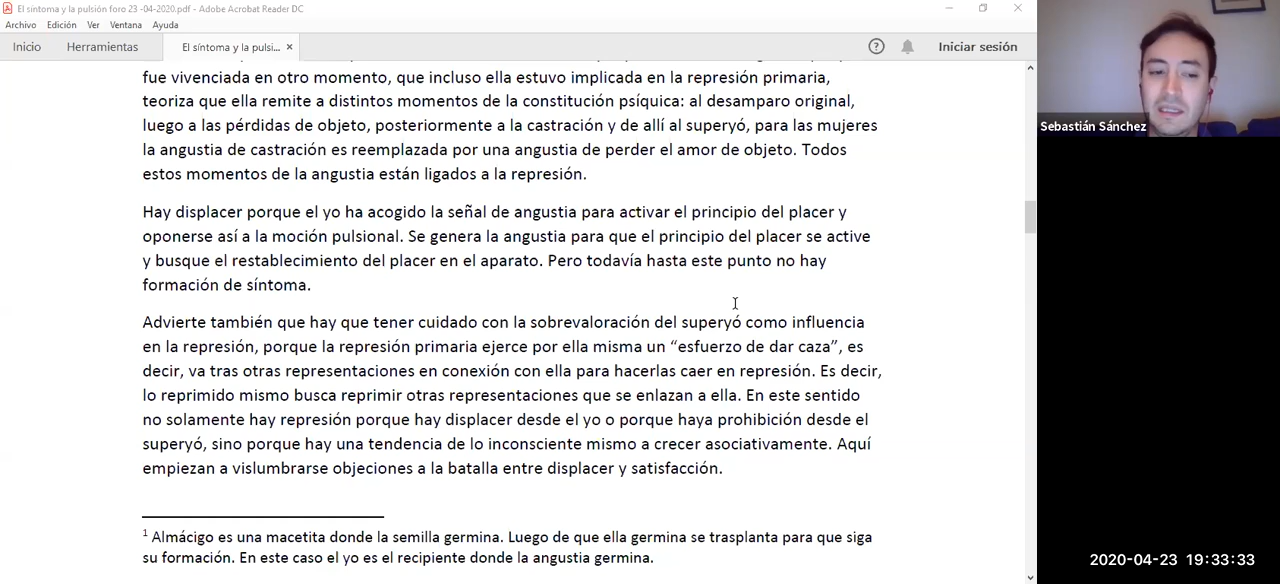 El síntoma y la pulsión foro 23 -04-2020.pdf - Adobe Acrobat Reader DC
Archivo Edición Ver Ventana Ayuda
Inicio Herramientas El síntoma y la pulsi... × ? Iniciar sesión
fue vivenciada en otro momento, que incluso ella estuvo implicada en la represión primaria,
teoriza que ella remite a distintos momentos de la constitución psíquica: al desamparo original,
luego a las pérdidas de objeto, posteriormente a la castración y de allí al superyó, para las mujeres
la angustia de castración es reemplazada por una angustia de perder el amor de objeto. Todos
estos momentos de la angustia están ligados a la represión.
Hay displacer porque el yo ha acogido la señal de angustia para activar el principio del placer y
oponerse así a la moción pulsional. Se genera la angustia para que el principio del placer se active
y busque el restablecimiento del placer en el aparato. Pero todavía hasta este punto no hay
formación de síntoma.
Advierte también que hay que tener cuidado con la sobrevaloración del superyó como influencia
en la represión, porque la represión primaria ejerce por ella misma un “esfuerzo de dar caza”, es
decir, va tras otras representaciones en conexión con ella para hacerlas caer en represión. Es decir,
lo reprimido mismo busca reprimir otras representaciones que se enlazan a ella. En este sentido
no solamente hay represión porque hay displacer desde el yo o porque haya prohibición desde el
superyó, sino porque hay una tendencia de lo inconsciente mismo a crecer asociativamente. Aquí
empiezan a vislumbrarse objeciones a la batalla entre displacer y satisfacción.
1 Almácigo es una macetita donde la semilla germina. Luego de que ella germina se trasplanta para que siga
su formación. En este caso el yo es el recipiente donde la angustia germina.
Sebastián Sánchez
2020-04-23 19:33:33